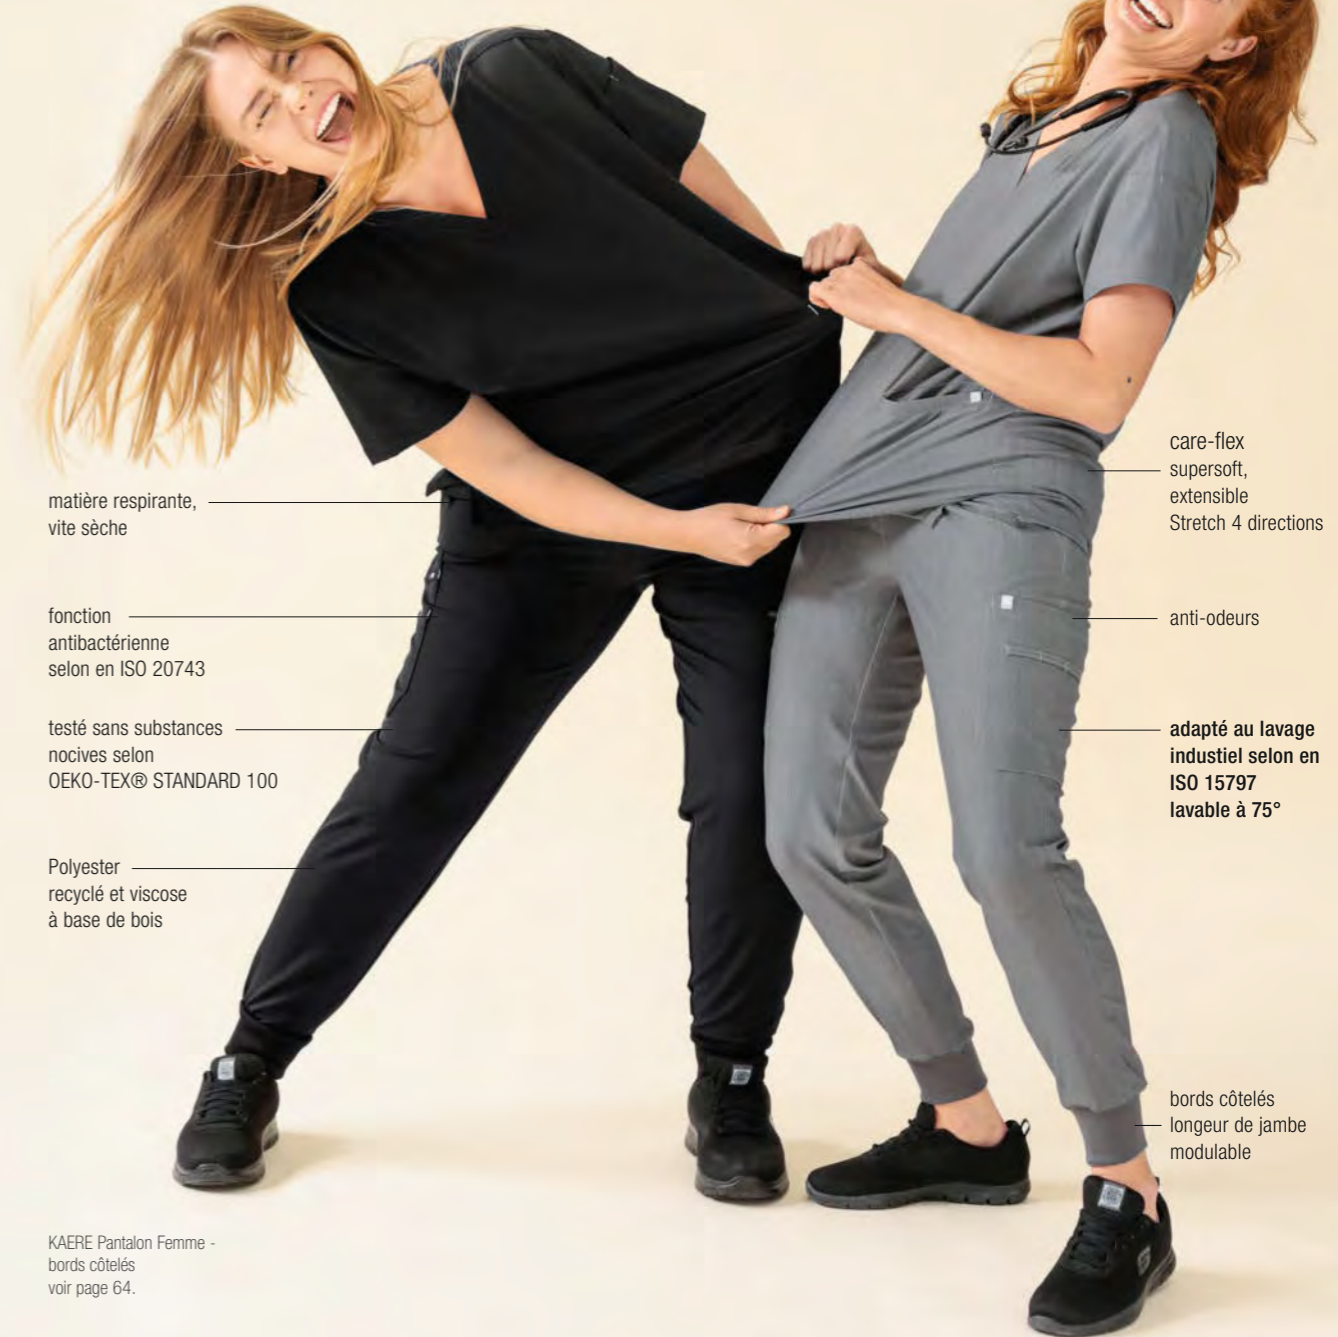 matière respirante,
vite sèche
fonction
antibactérienne
selon en ISO 20743
testé sans substances
nocives selon
OEKO-TEX® STANDARD 100
Polyester
recyclé et viscose
à base de bois
KAERE Pantalon Femme -
bords côtelés
voir page 64.
care-flex
supersoft,
extensible
Stretch 4 directions
anti-odeurs
adapté au lavage
industiel selon en
ISO 15797
lavable à 75°
bords côtelés
longeur de jambe
modulable